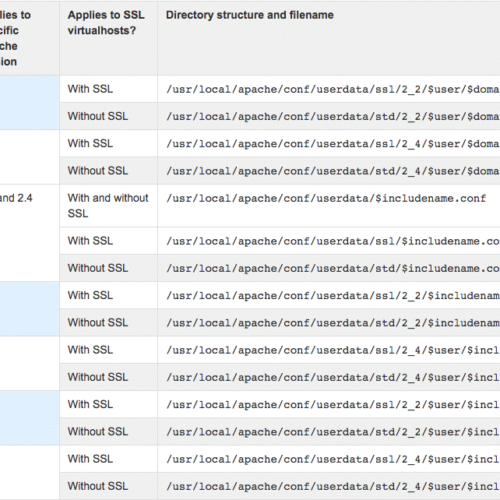 lies to
cific
che
ion
Applies to SSL
virtualhosts?
Directory structure and filename
With SSL
/usr/local/apache/conf/userdata/ssl/2_2/$user/$doma
Without SSL
/usr/local/apache/conf/userdata/std/2_2/$user/$doma
With SSL
/usr/local/apache/conf/userdata/ssl/2_4/$user/$doma
Without SSL
/usr/local/apache/conf/userdata/std/2_4/$user/$doma
and 2.4
With and without
SSL
/usr/local/apache/conf/userdata/$includename.conf
With SSL
/usr/local/apache/conf/userdata/ssl/$includename.co
Without SSL
/usr/local/apache/conf/userdata/std/$includename.co
With SSL
/usr/local/apache/conf/userdata/ssl/2_2/$includenam
Without SSL
/usr/local/apache/conf/userdata/std/2_2/$includenam
With SSL
/usr/local/apache/conf/userdata/ssl/2_4/$user/$incl
Without SSL
/usr/local/apache/conf/userdata/std/2_4/$user/$incl
With SSL
/usr/local/apache/conf/userdata/ssl/2_2/$user/$incl
Without SSL
/usr/local/apache/conf/userdata/std/2_2/$user/$incl
With SSL
/usr/local/apache/conf/userdata/ssl/2_4/$user/$incl
Without SSL
/usr/local/apache/conf/userdata/std/2_4/$user/$incl